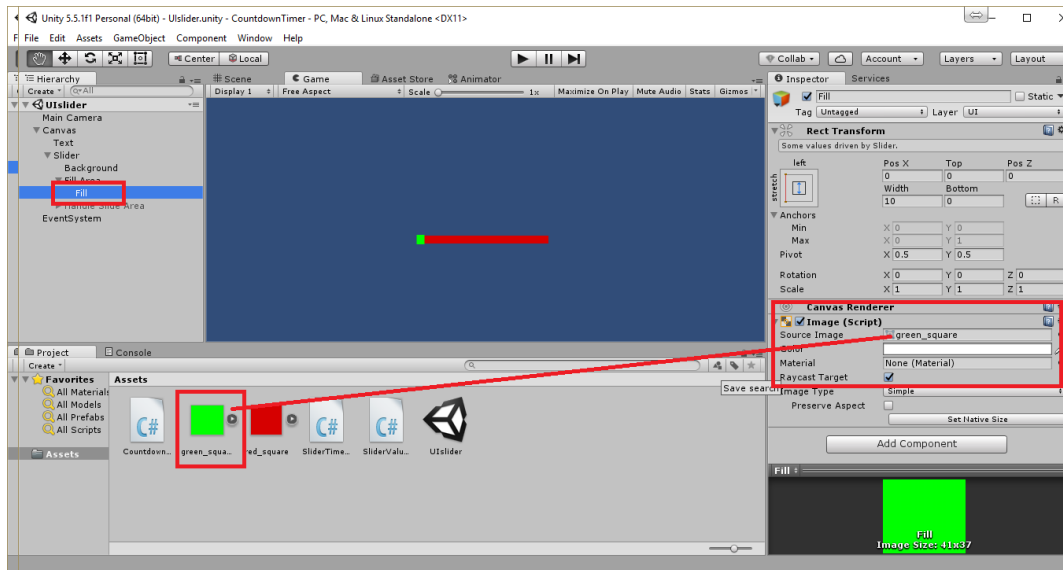 Unity 5.5.1f1 Personal (64bit) - UIslider.unity - CountdownTimer - PC, Mac & Linux Standalone <DX11>
F File Edit Assets GameObject Component Window Help
Center Local Collab Account Layers Layout
Hierarchy Scene Game Asset Store Animator Inspector Services
Create All Display 1 Free Aspect Scale 1x Maximize On Play Mute Audio Stats Gizmos Fill Static
UIslider
Tag Untagged Layer UI
Main Camera
Canvas
Rect Transform
Text
Some values driven by Slider.
Slider
left Pos X Top Pos Z
Background
stretch 0 0 0
Fill Area
Width Bottom
Fill
10 0 R
Handle Slide Area
Anchors
EventSystem
Min X 0 Y 0
Max X 0 Y 1
Pivot X 0.5 Y 0.5
Rotation X 0 Y 0 Z 0
Scale X 1 Y 1 Z 1
Canvas Renderer
Image (Script)
Source Image green_square
Color
Material None (Material)
Raycast Target
Image Type Simple
Preserve Aspect
Set Native Size
Add Component
Project Console
Create
Favorites Assets
All Materials
All Models
All Prefabs
All Scripts
Assets
Save search
C# C# C#
Countdown... green_squa... red_square SliderTime... SliderValu... UIslider
Fill
Fill
Image Size: 41x37